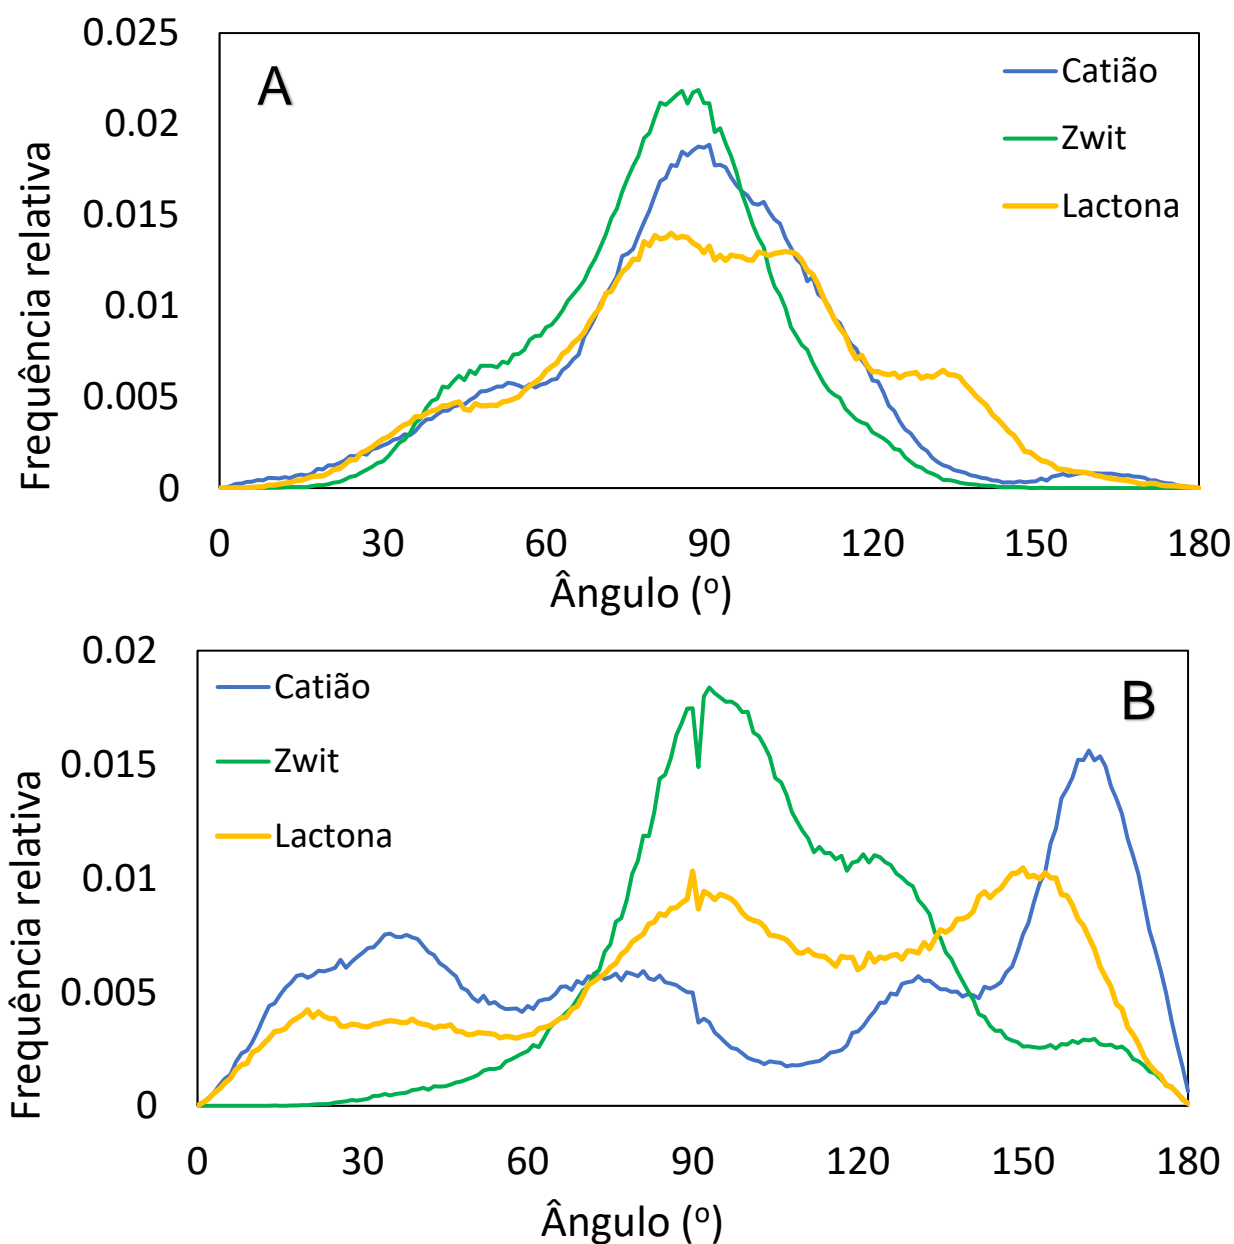 0.025
A
Catião
0.02
Zwit
0.015
Lactona
0.01
0.005
0
Frequência relativa
0 30 60 90 120 150 180
Ângulo (º)
0.02
Catião
B
0.015
Zwit
Lactona
0.01
0.005
0
Frequência relativa
0 30 60 90 120 150 180
Ângulo (º)